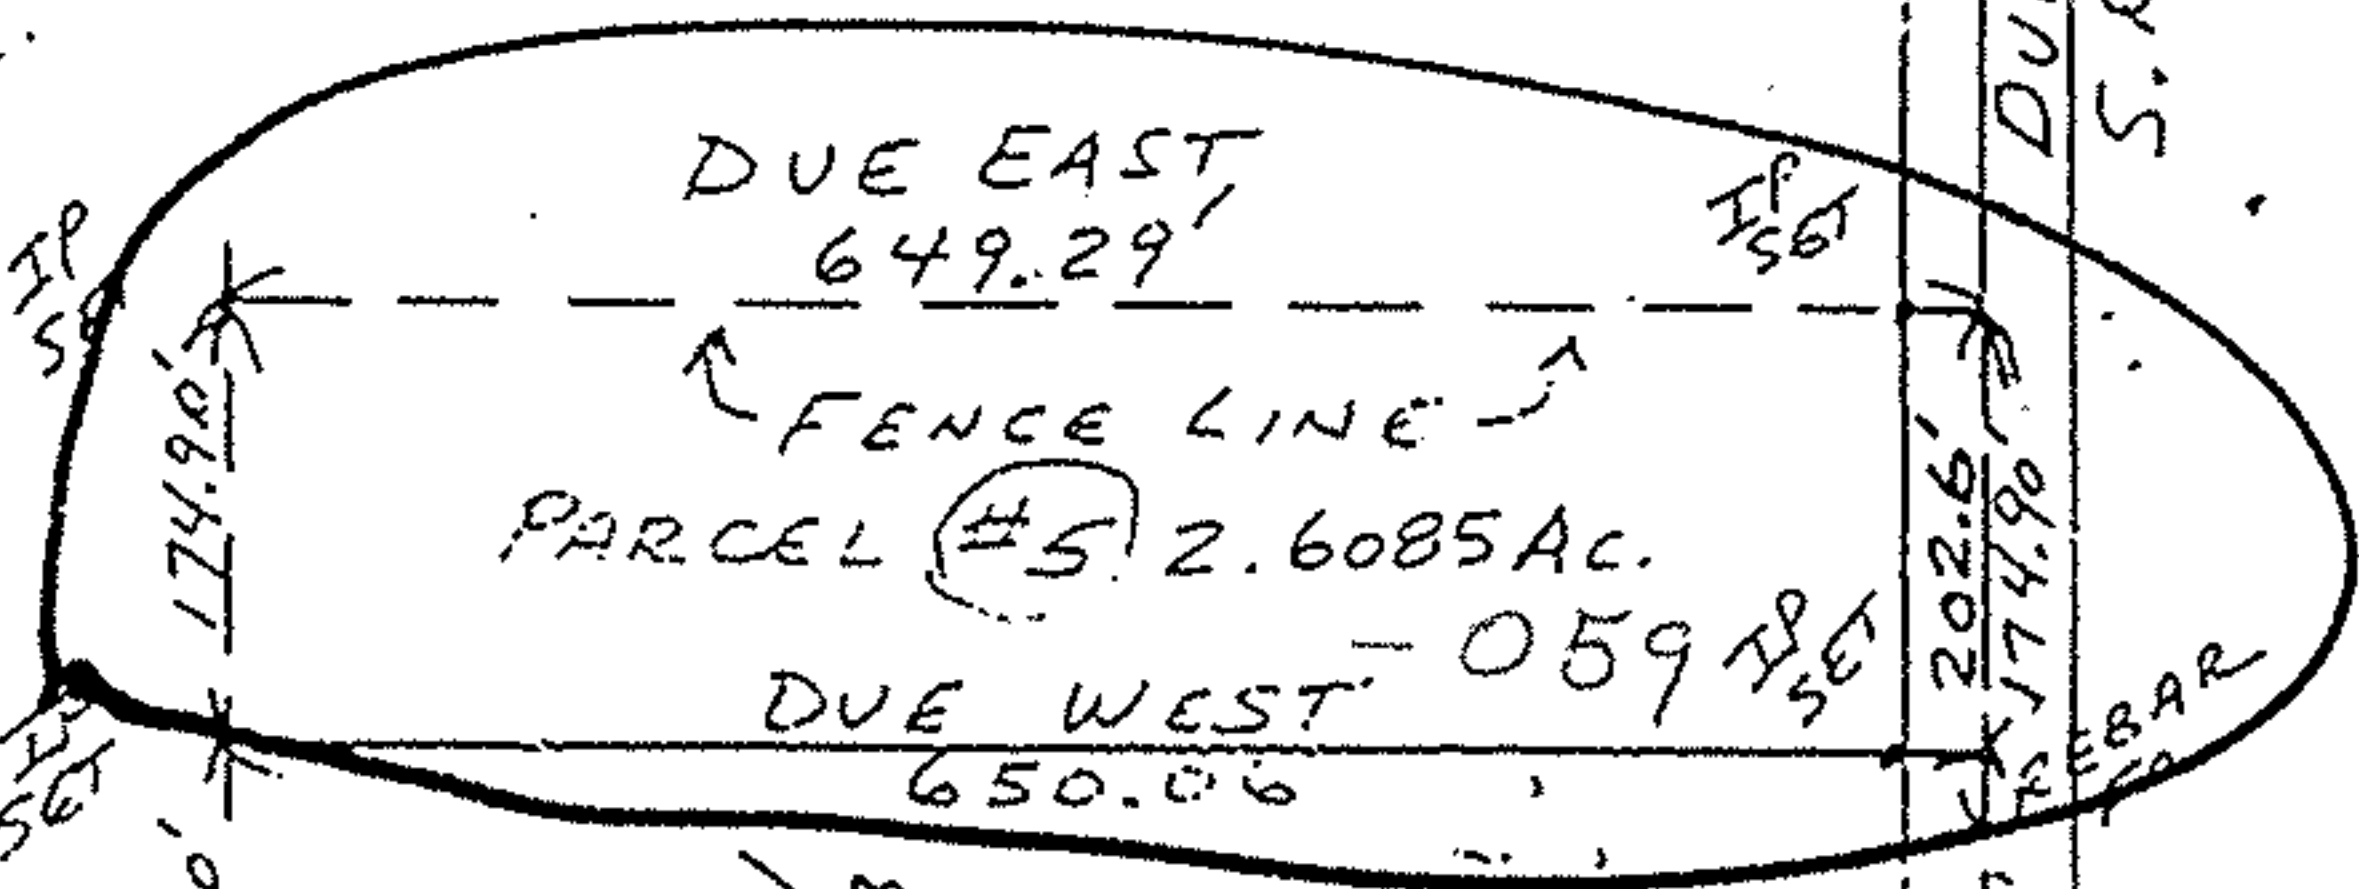 DUE EAST
649.29'
IP
SET
IP
174.90'
FENCE LINE
PARCEL #5 2.6085 AC.
202.6'
174.90'
- 059
IP
SET
DUE WEST
650.06
REBAR
IP
SET